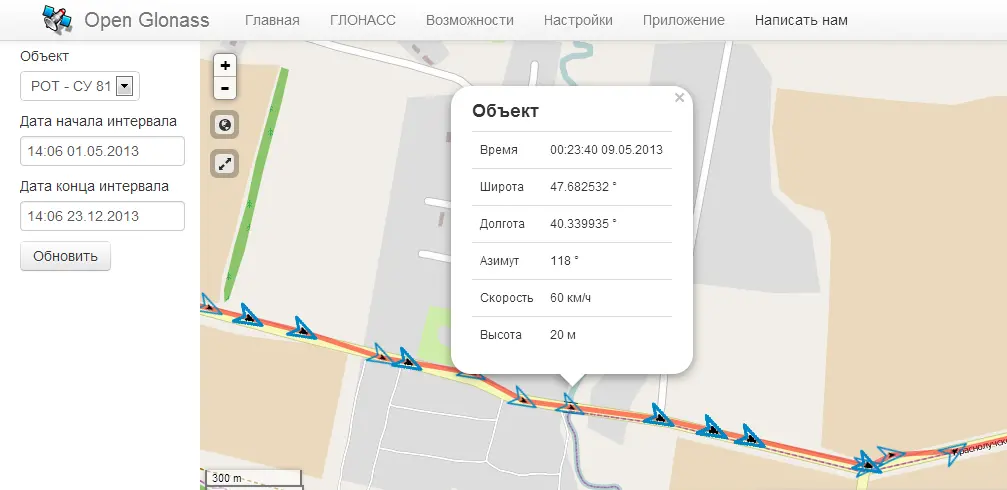 Open Glonass Главная ГЛОНАСС Возможности Настройки Приложение Написать нам
Объект
РОТ - СУ 81
Дата начала интервала
14:06 01.05.2013
Дата конца интервала
14:06 23.12.2013
Обновить
+
-
×
Объект
Время 00:23:40 09.05.2013
Широта 47.682532 °
Долгота 40.339935 °
Азимут 118 °
Скорость 60 км/ч
Высота 20 м
300 m